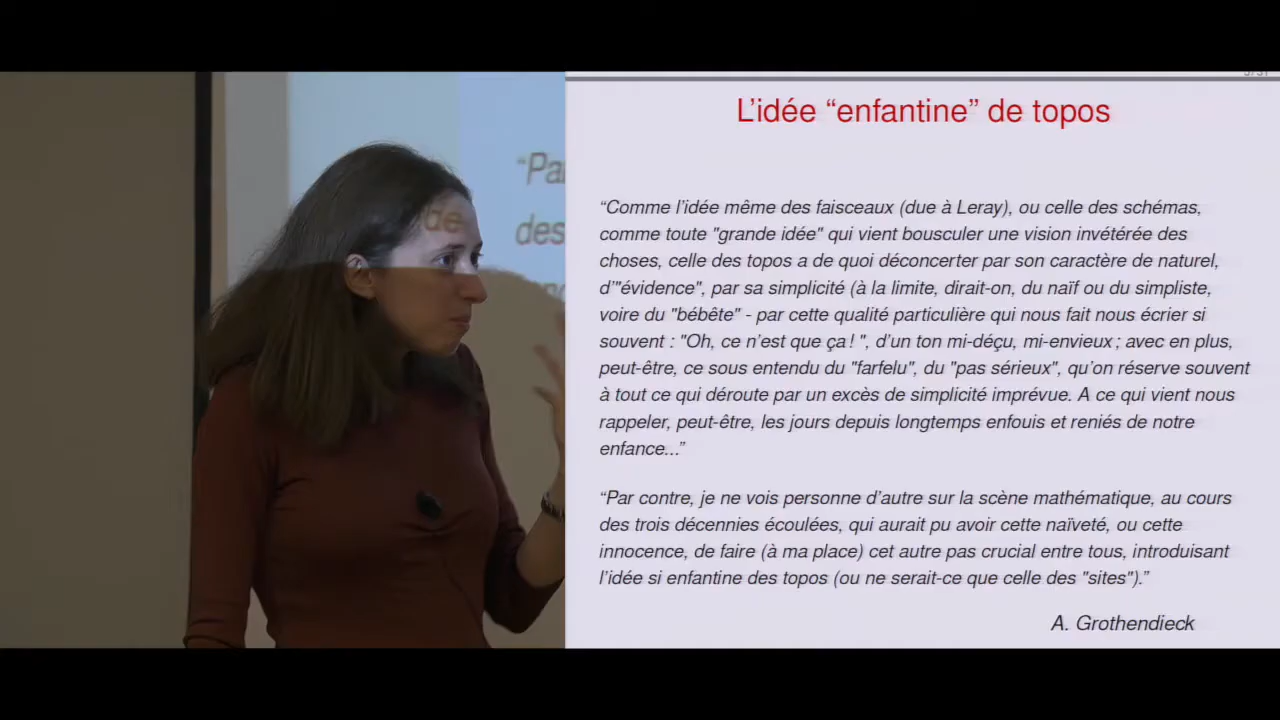 "Pa
des
de
L'idée “enfantine” de topos
“Comme l'idée même des faisceaux (due à Leray), ou celle des schémas,
comme toute "grande idée" qui vient bousculer une vision invétérée des
choses, celle des topos a de quoi déconcerter par son caractère de naturel,
d'"évidence", par sa simplicité (à la limite, dirait-on, du naïf ou du simpliste,
voire du "bébête" - par cette qualité particulière qui nous fait nous écrier si
souvent : "Oh, ce n'est que ça ! ", d'un ton mi-déçu, mi-envieux ; avec en plus,
peut-être, ce sous entendu du "farfelu", du "pas sérieux", qu'on réserve souvent
à tout ce qui déroute par un excès de simplicité imprévue. A ce qui vient nous
rappeler, peut-être, les jours depuis longtemps enfouis et reniés de notre
enfance...”
“Par contre, je ne vois personne d'autre sur la scène mathématique, au cours
des trois décennies écoulées, qui aurait pu avoir cette naïveté, ou cette
innocence, de faire (à ma place) cet autre pas crucial entre tous, introduisant
l'idée si enfantine des topos (ou ne serait-ce que celle des "sites").”
A. Grothendieck